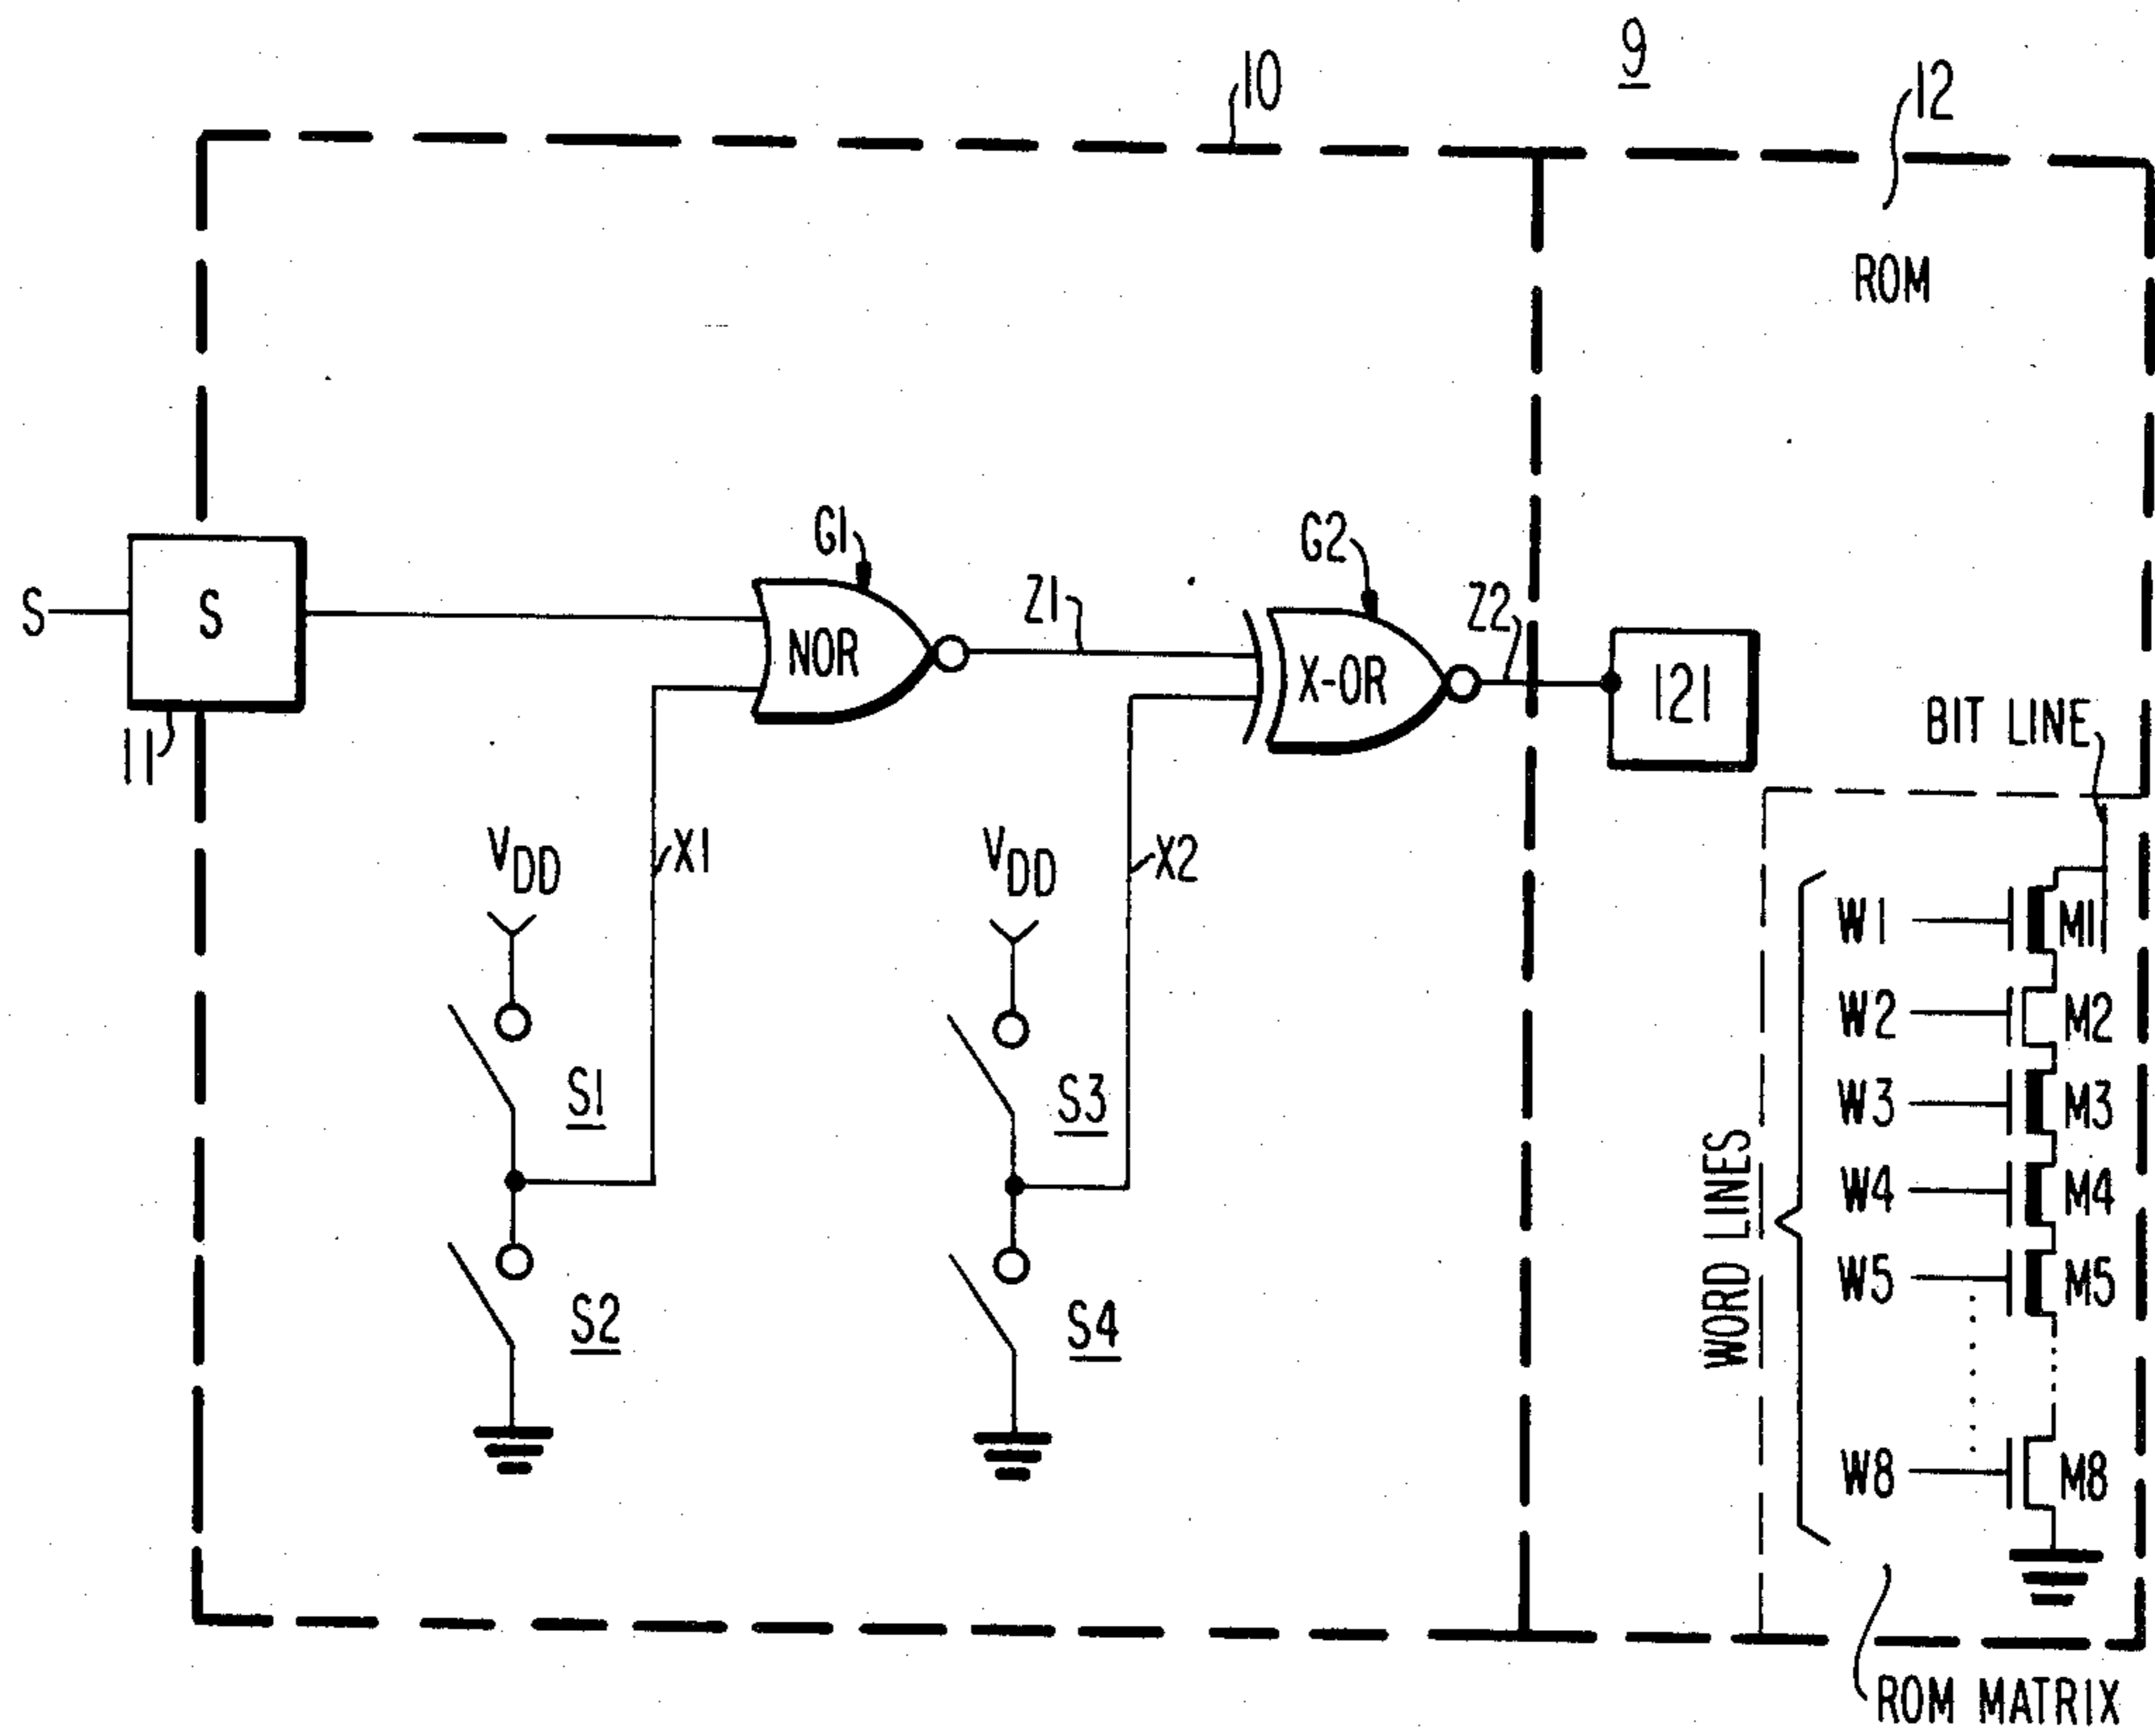 9
10
12
ROM
G1
G2
Z1
Z2
S
S
NOR
X-OR
121
11
BIT LINE
VDD
X1
VDD
X2
W1
M1
W2
M2
S1
S3
W3
M3
WORD LINES
W4
M4
W5
M5
S2
S4
W8
M8
ROM MATRIX